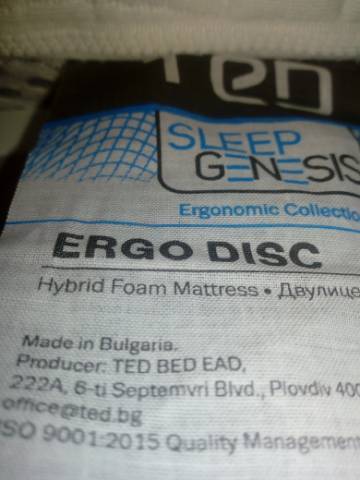 TED
SLEEP
GENESIS
Ergonomic Collectio
ERGO DISC
Hybrid Foam Mattress • Двулице
Made in Bulgaria.
Producer: TED BED EAD,
222A, 6-ti Septemvri Blvd., Plovdiv 400
office@ted.bg
ISO 9001:2015 Quality Management